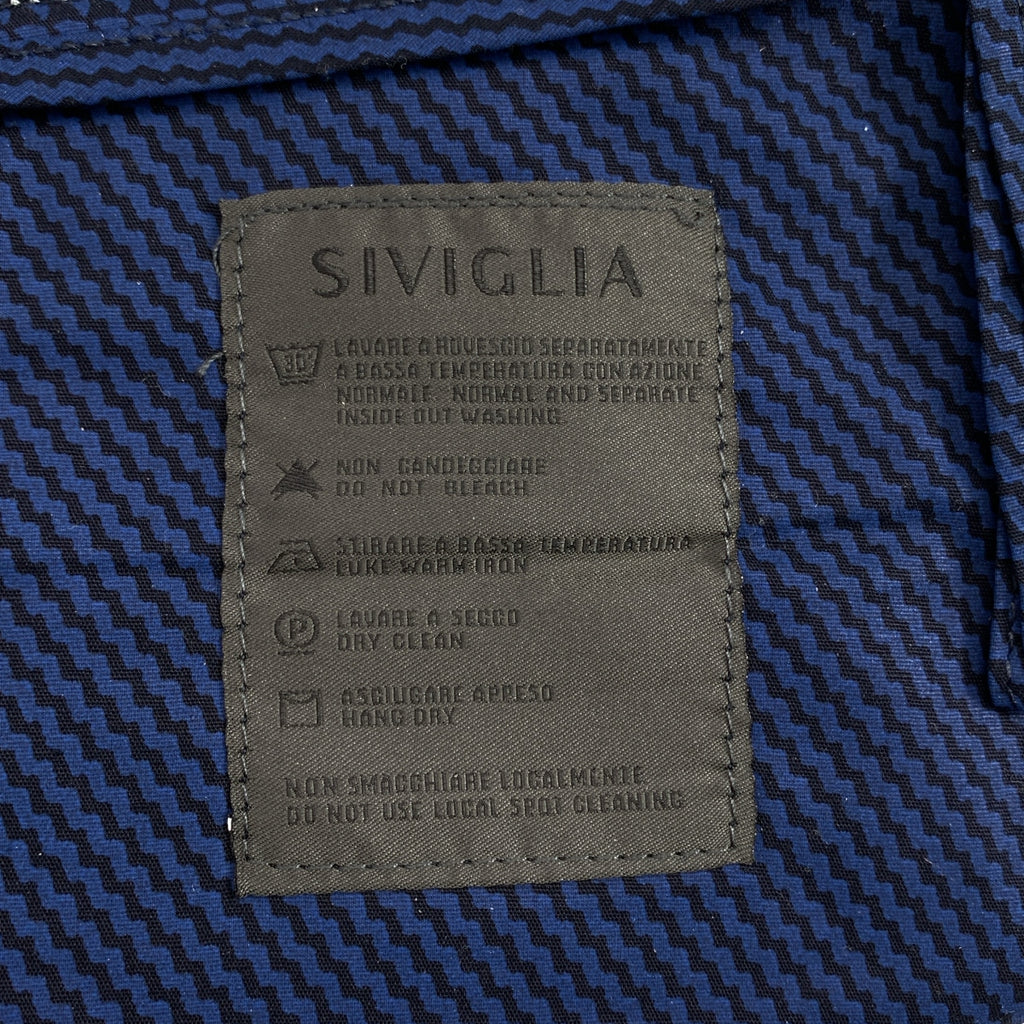 SIVIGLIA
30° LAVARE A ROVESCIO SEPARATAMENTE
A BASSA TEMPERATURA CON AZIONE
NORMALE. NORMAL AND SEPARATE
INSIDE OUT WASHING.
NON CANDEGGIARE
DO NOT BLEACH
STIRARE A BASSA TEMPERATURA
LUKE WARM IRON
P LAVARE A SECCO
DRY CLEAN
ASCIUGARE APPESO
HANG DRY
NON SMACCHIARE LOCALMENTE
DO NOT USE LOCAL SPOT CLEANING